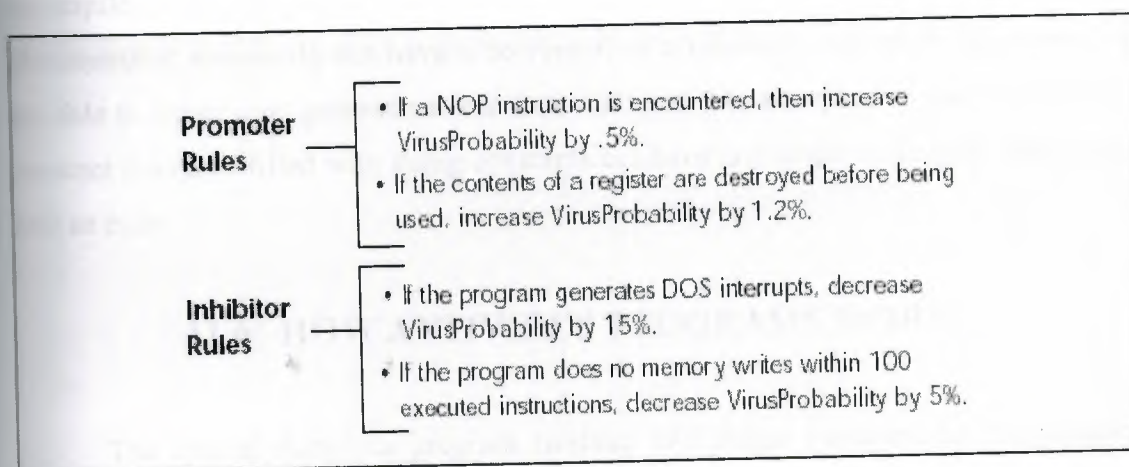 Promoter
Rules
• If a NOP instruction is encountered, then increase
VirusProbability by .5%.
• If the contents of a register are destroyed before being
used, increase VirusProbability by 1.2%.
Inhibitor
Rules
• If the program generates DOS interrupts, decrease
VirusProbability by 15%.
• If the program does no memory writes within 100
executed instructions, decrease VirusProbability by 5%.